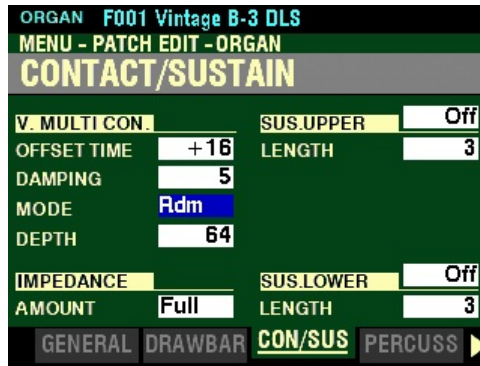 ORGAN F001 Vintage B-3 DLS
MENU - PATCH EDIT - ORGAN
CONTACT/SUSTAIN
V. MULTI CON.
OFFSET TIME +16
DAMPING 5
MODE Rdm
DEPTH 64
IMPEDANCE
AMOUNT Full
SUS.UPPER Off
LENGTH 3
SUS.LOWER Off
LENGTH 3
GENERAL DRAWBAR CON/SUS PERCUSS